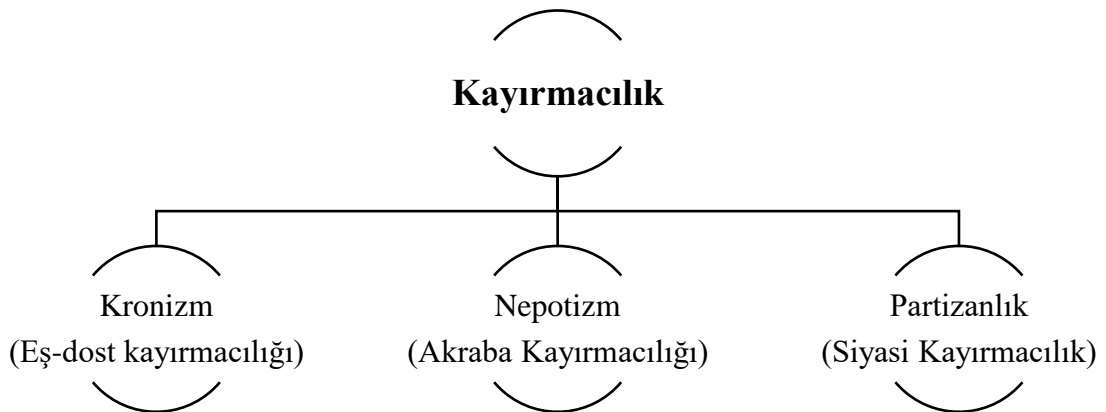 Kayırmacılık
Kronizm
(Eş-dost kayırmacılığı)
Nepotizm
(Akraba Kayırmacılığı)
Partizanlık
(Siyasi Kayırmacılık)